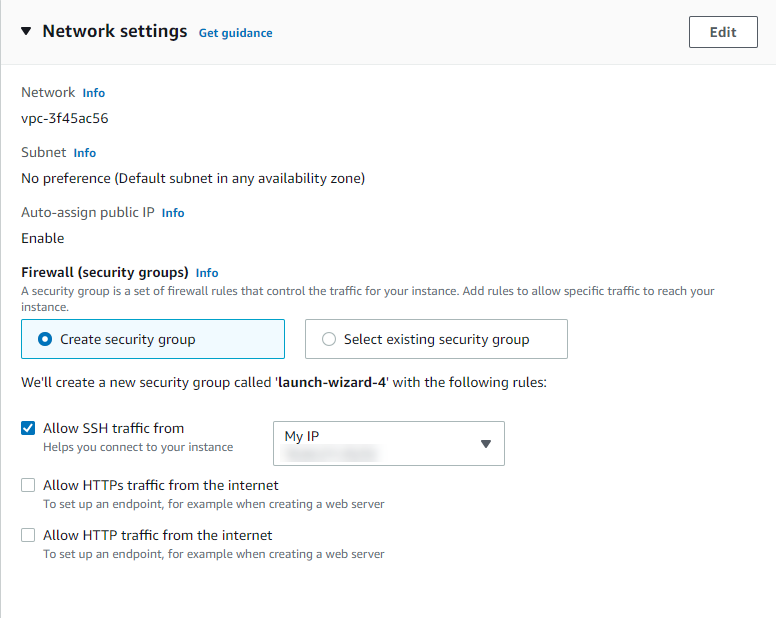 Network settings Get guidance
Edit
Network Info
vpc-3f45ac56
Subnet Info
No preference (Default subnet in any availability zone)
Auto-assign public IP Info
Enable
Firewall (security groups) Info
A security group is a set of firewall rules that control the traffic for your instance. Add rules to allow specific traffic to reach your
instance.
Create security group
Select existing security group
We'll create a new security group called 'launch-wizard-4' with the following rules:
Allow SSH traffic from
Helps you connect to your instance
My IP
Allow HTTPs traffic from the internet
To set up an endpoint, for example when creating a web server
Allow HTTP traffic from the internet
To set up an endpoint, for example when creating a web server